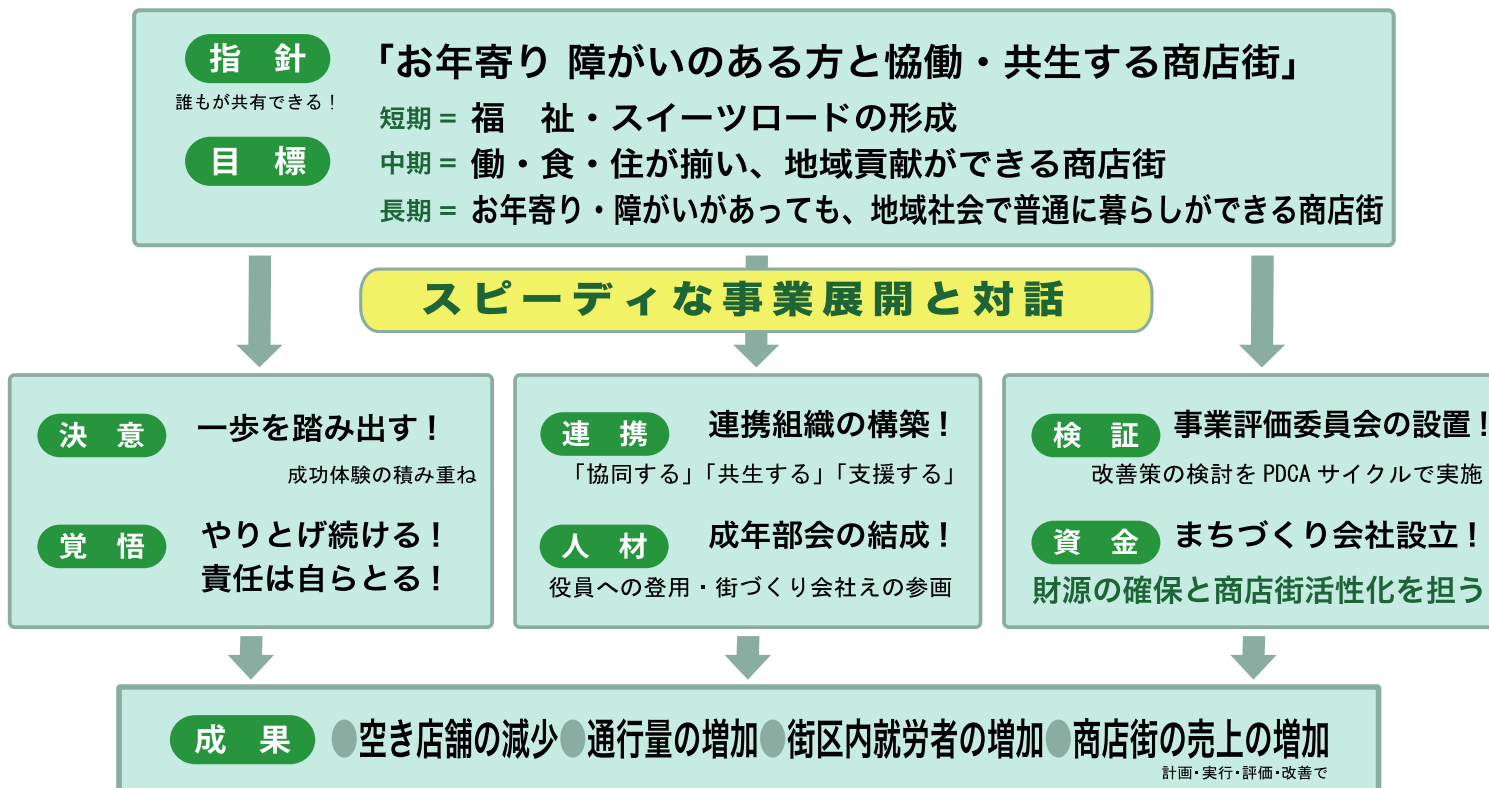 指　針　「お年寄り 障がいのある方と協働・共生する商店街」
誰もが共有できる！
目　標
短期＝ 福　祉・スイーツロードの形成
中期＝ 働・食・住が揃い、地域貢献ができる商店街
長期＝ お年寄り・障がいがあっても、地域社会で普通に暮らしができる商店街
スピーディな事業展開と対話
決　意　一歩を踏み出す！
成功体験の積み重ね
覚　悟　やりとげ続ける！
責任は自らとる！
連　携　連携組織の構築！
「協同する」「共生する」「支援する」
人　材　成年部会の結成！
役員への登用・街づくり会社えの参画
検　証　事業評価委員会の設置！
改善策の検討を PDCA サイクルで実施
資　金　まちづくり会社設立！
財源の確保と商店街活性化を担う
成　果　●空き店舗の減少●通行量の増加●街区内就労者の増加●商店街の売上の増加
計画・実行・評価・改善で